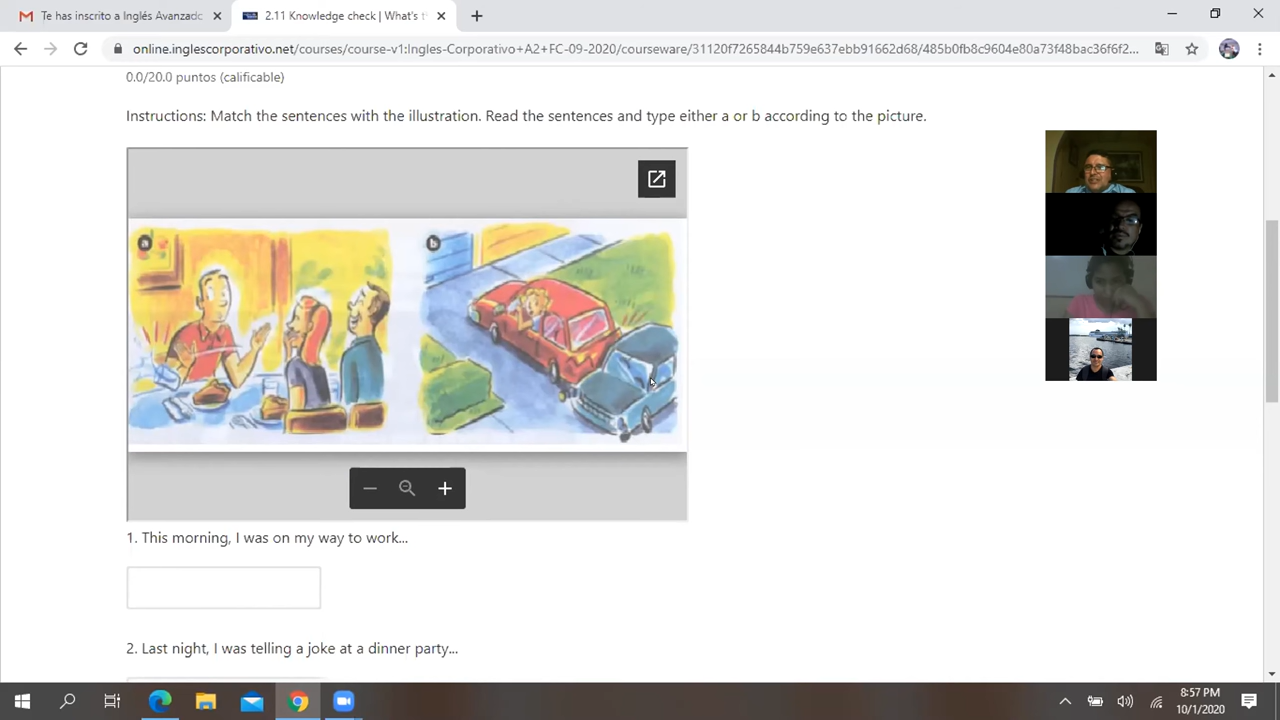 Te has inscrito a Inglés Avanzado
2.11 Knowledge check | What's t
online.inglescorporativo.net/courses/course-v1:Ingles-Corporativo+A2+FC-09-2020/courseware/31120f7265844b759e637ebb91662d68/485b0fb8c9604e80a73f48bac36f6f2...
0.0/20.0 puntos (calificable)
Instructions: Match the sentences with the illustration. Read the sentences and type either a or b according to the picture.
a
b
1. This morning, I was on my way to work...
2. Last night, I was telling a joke at a dinner party...
8:57 PM
10/1/2020